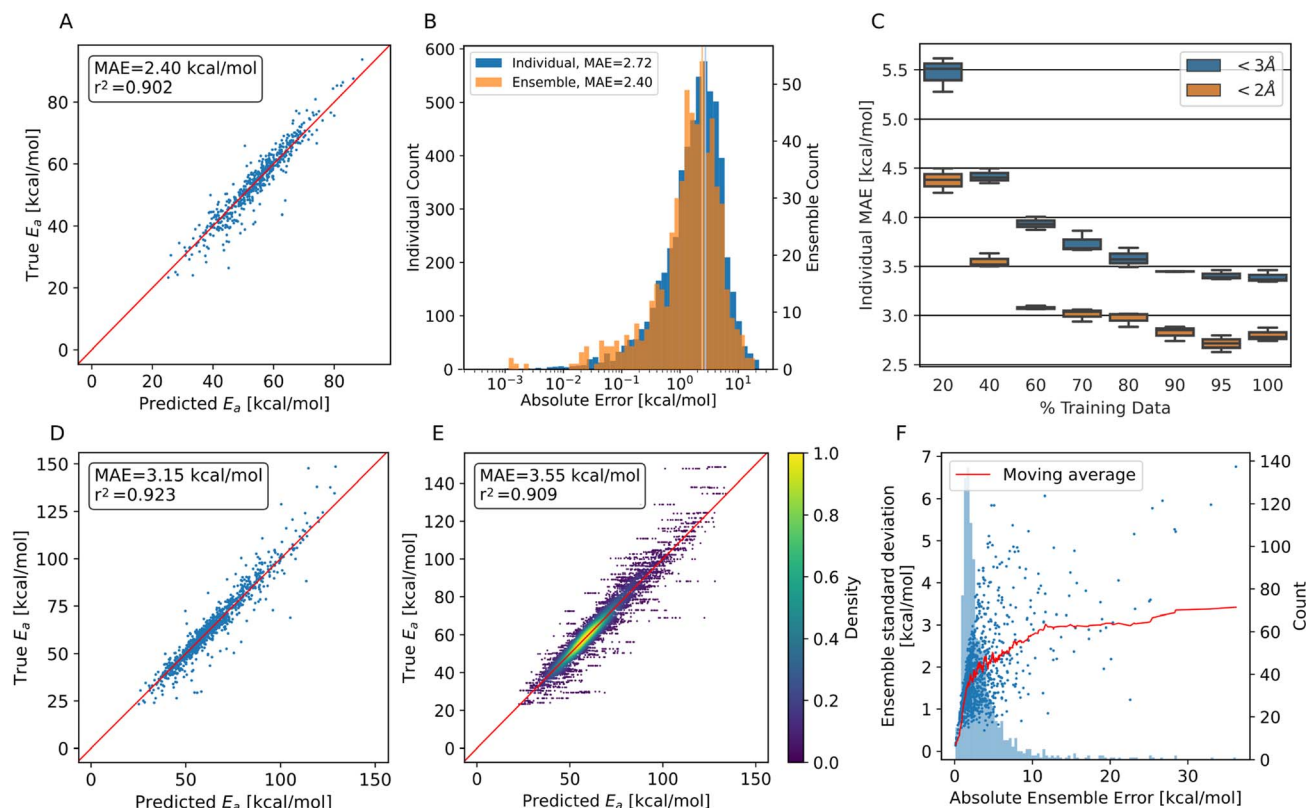 A
MAE=2.40 kcal/mol
r² =0.902
True Eₐ [kcal/mol]
80
60
40
20
0
0 20 40 60 80
Predicted Eₐ [kcal/mol]
B
Individual, MAE=2.72
Ensemble, MAE=2.40
Individual Count
600
500
400
300
200
100
0
Ensemble Count
50
40
30
20
10
0
10⁻³ 10⁻² 10⁻¹ 10⁰ 10¹
Absolute Error [kcal/mol]
C
< 3Å
< 2Å
Individual MAE [kcal/mol]
5.5
5.0
4.5
4.0
3.5
3.0
2.5
20 40 60 70 80 90 95 100
% Training Data
D
MAE=3.15 kcal/mol
r² =0.923
True Eₐ [kcal/mol]
150
125
100
75
50
25
0
0 50 100 150
Predicted Eₐ [kcal/mol]
E
MAE=3.55 kcal/mol
r² =0.909
True Eₐ [kcal/mol]
140
120
100
80
60
40
20
0
0 50 100 150
Predicted Eₐ [kcal/mol]
1.0
0.8
0.6
0.4
0.2
0.0
Density
F
Moving average
Ensemble standard deviation
[kcal/mol]
7
6
5
4
3
2
1
0
140
120
100
80
60
40
20
0
Count
0 10 20 30
Absolute Ensemble Error [kcal/mol]